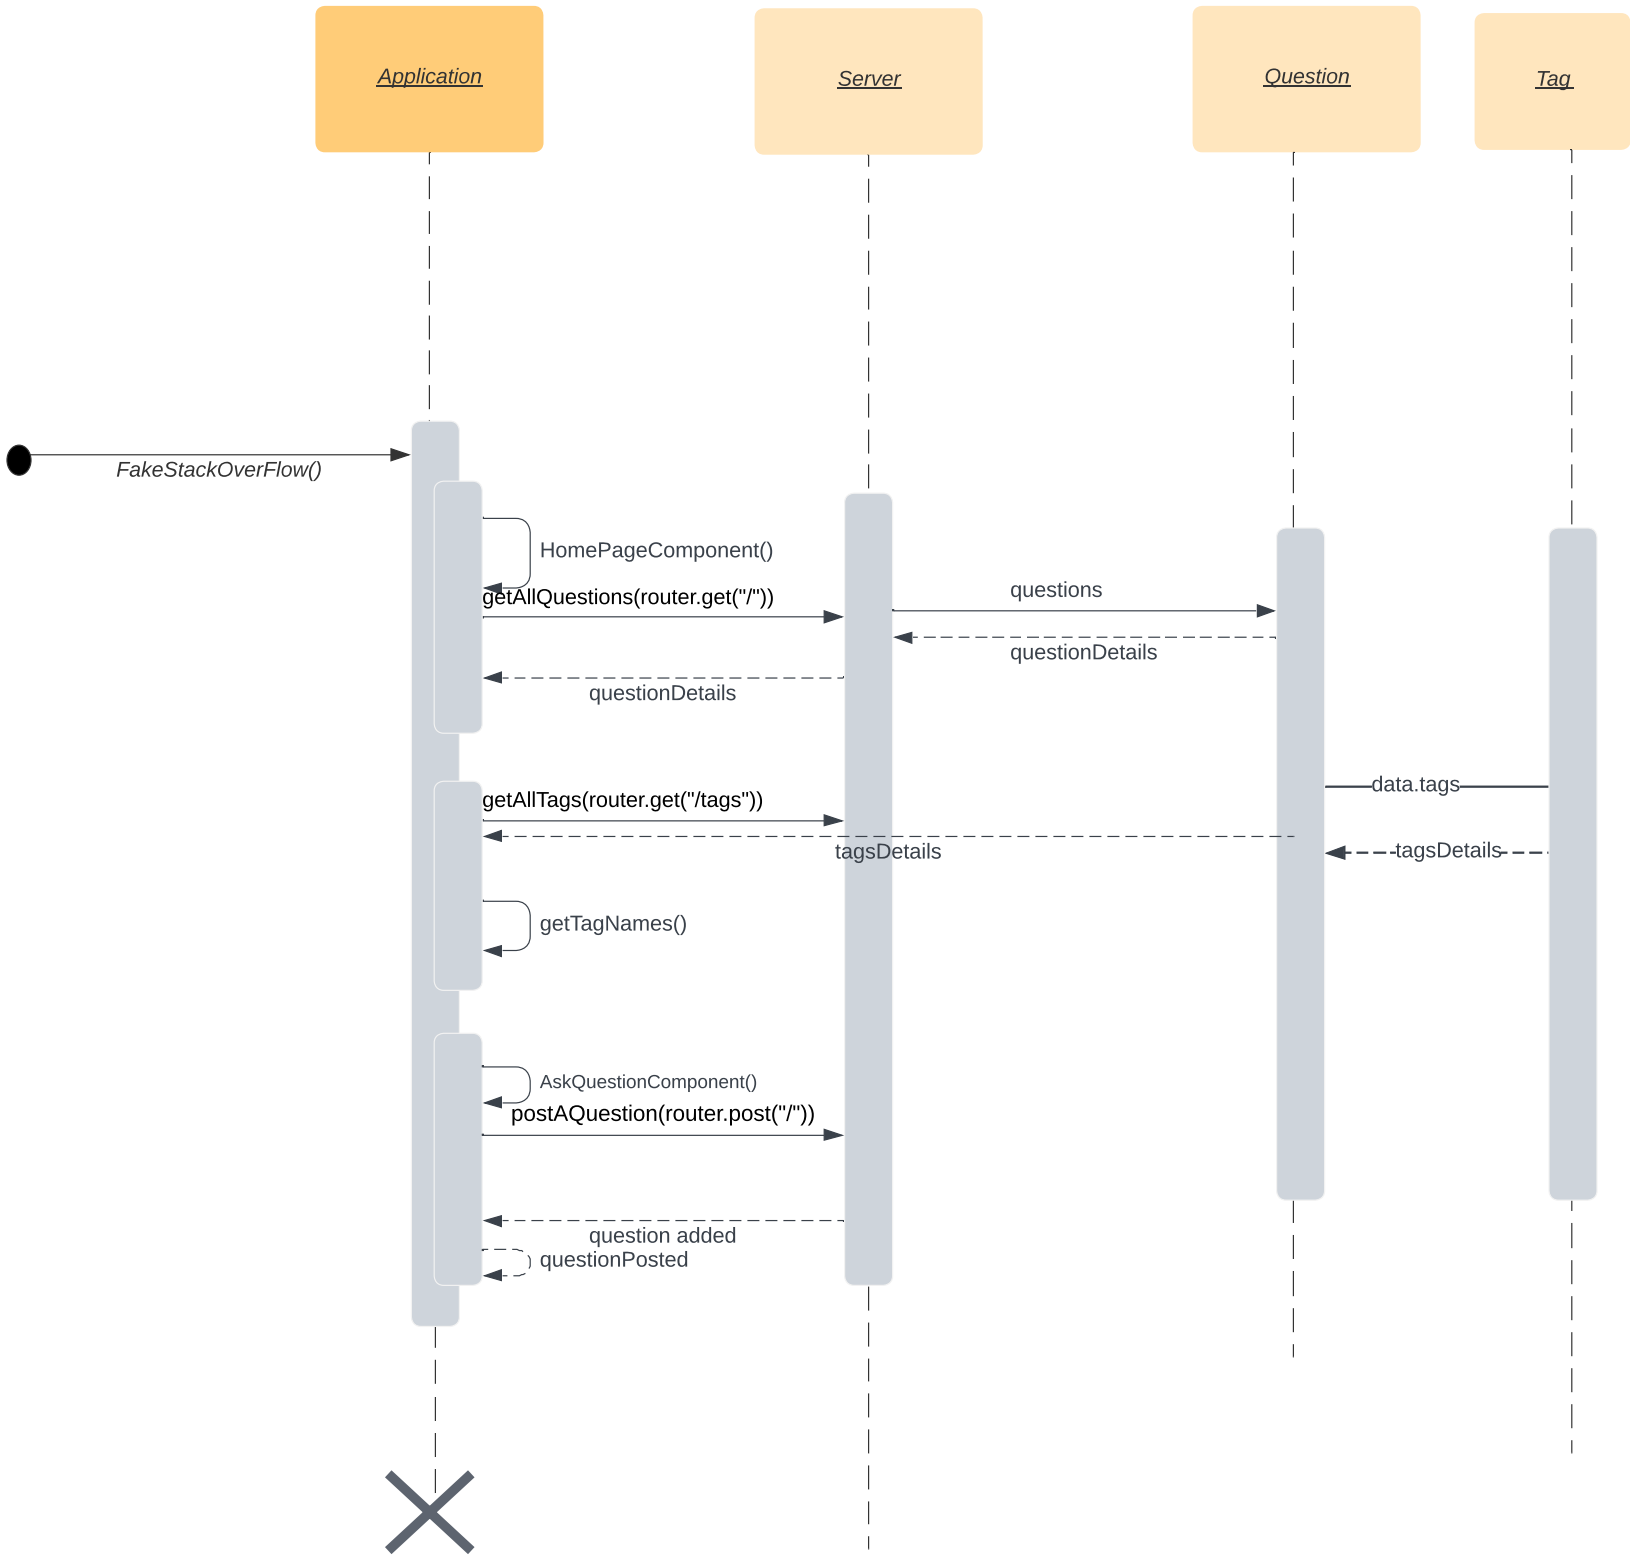 Application
Server
Question
Tag
FakeStackOverFlow()
HomePageComponent()
getAllQuestions(router.get("/"))
questions
questionDetails
questionDetails
data.tags
getAllTags(router.get("/tags"))
tagsDetails
tagsDetails
getTagNames()
AskQuestionComponent()
postAQuestion(router.post("/"))
question added
questionPosted